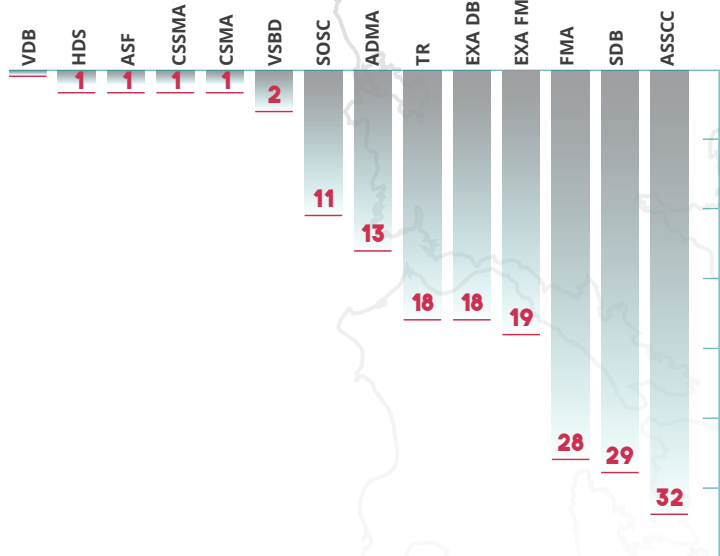 VDB
HDS
ASF
CSSMA
CSMA
VSBD
SOSC
ADMA
TR
EXA DB
EXA FM
FMA
SDB
ASSCC
1
1
1
1
2
11
13
18
18
19
28
29
32